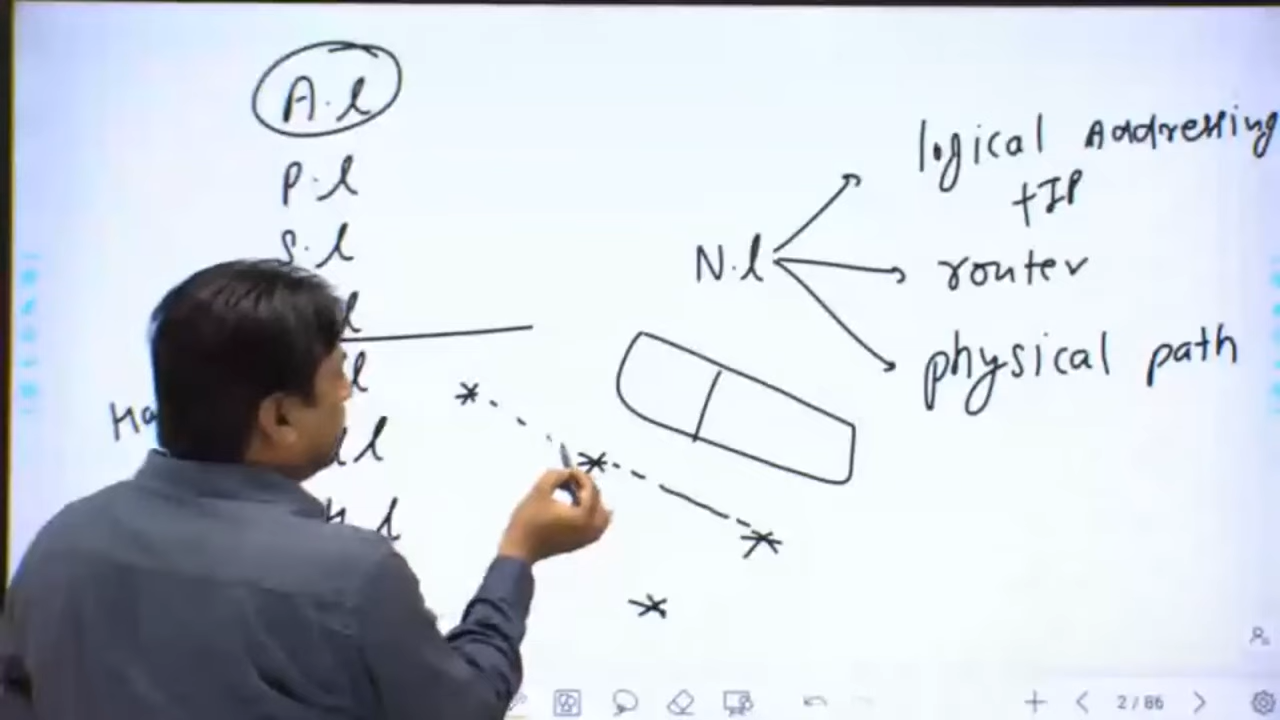 A.l
P.l
S.l
l
l
l
l
N.l
logical Addressing
+IP
router
physical path
2/86